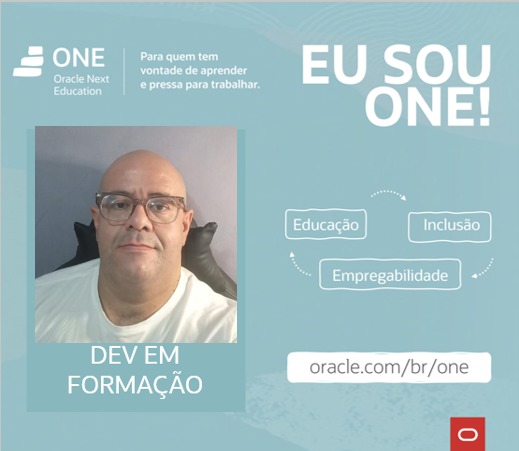 ONE
Oracle Next
Education
Para quem tem
vontade de aprender
e pressa para trabalhar.
EU SOU
ONE!
Educação
Inclusão
Empregabilidade
DEV EM
FORMAÇÃO
oracle.com/br/one